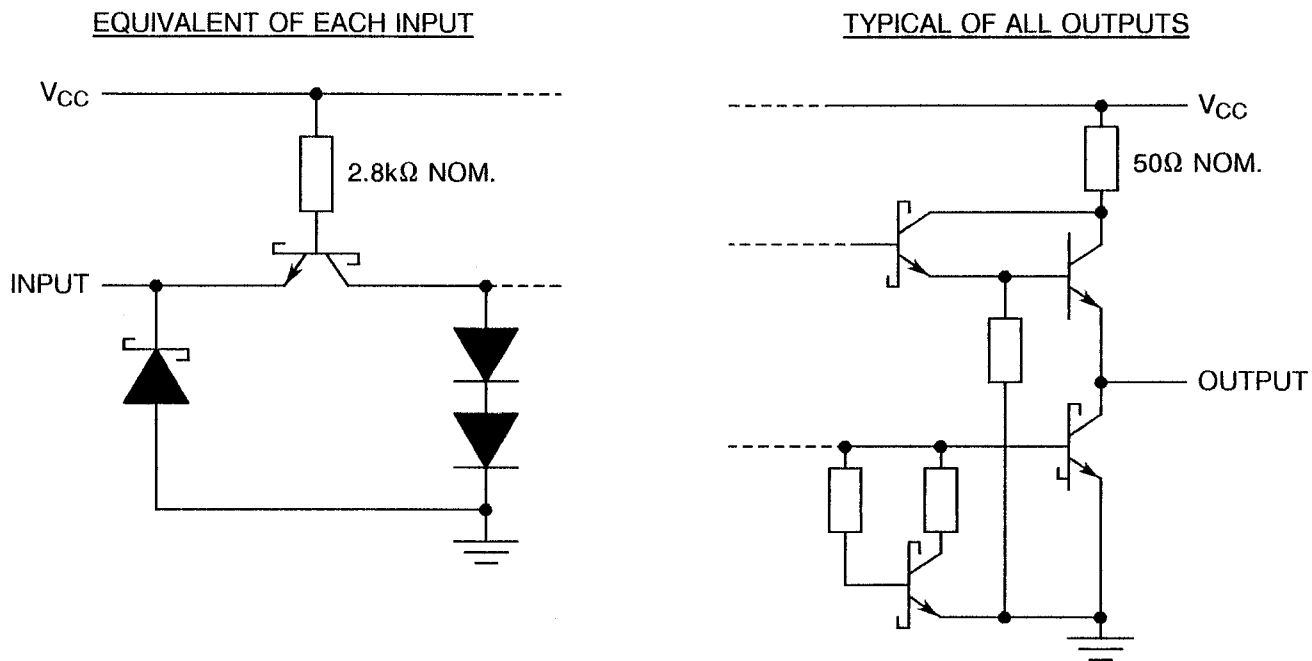 EQUIVALENT OF EACH INPUT
VCC
2.8kΩ NOM.
INPUT
TYPICAL OF ALL OUTPUTS
VCC
50Ω NOM.
OUTPUT